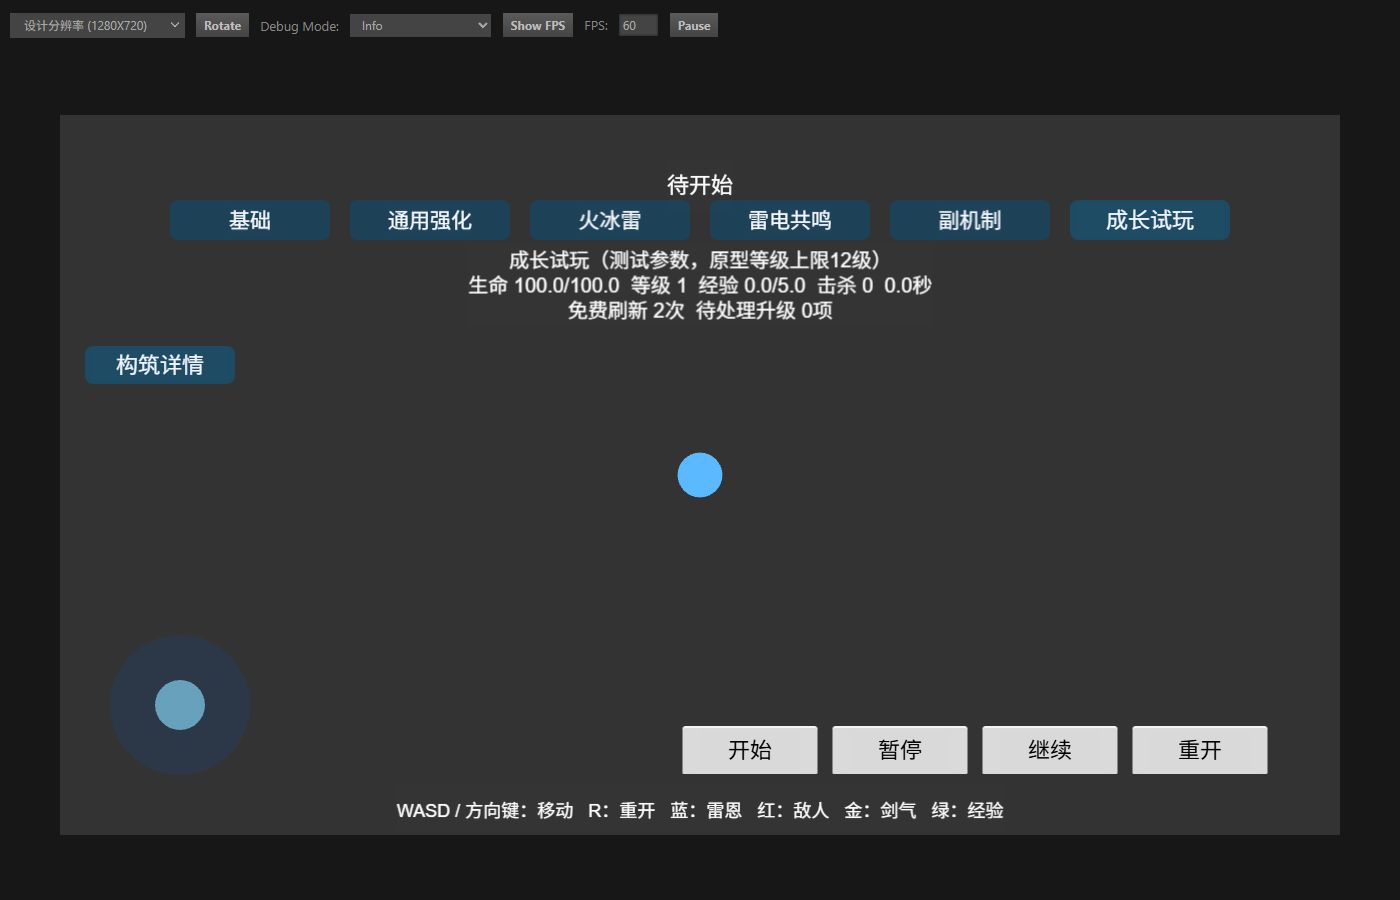 设计分辨率 (1280X720) Rotate Debug Mode: Info Show FPS FPS: 60 Pause
待开始
基础 通用强化 火冰雷 雷电共鸣 副机制 成长试玩
成长试玩（测试参数，原型等级上限12级）
生命 100.0/100.0 等级 1 经验 0.0/5.0 击杀 0 0.0秒
免费刷新 2次 待处理升级 0项
构筑详情
开始 暂停 继续 重开
WASD / 方向键：移动 R：重开 蓝：雷恩 红：敌人 金：剑气 绿：经验